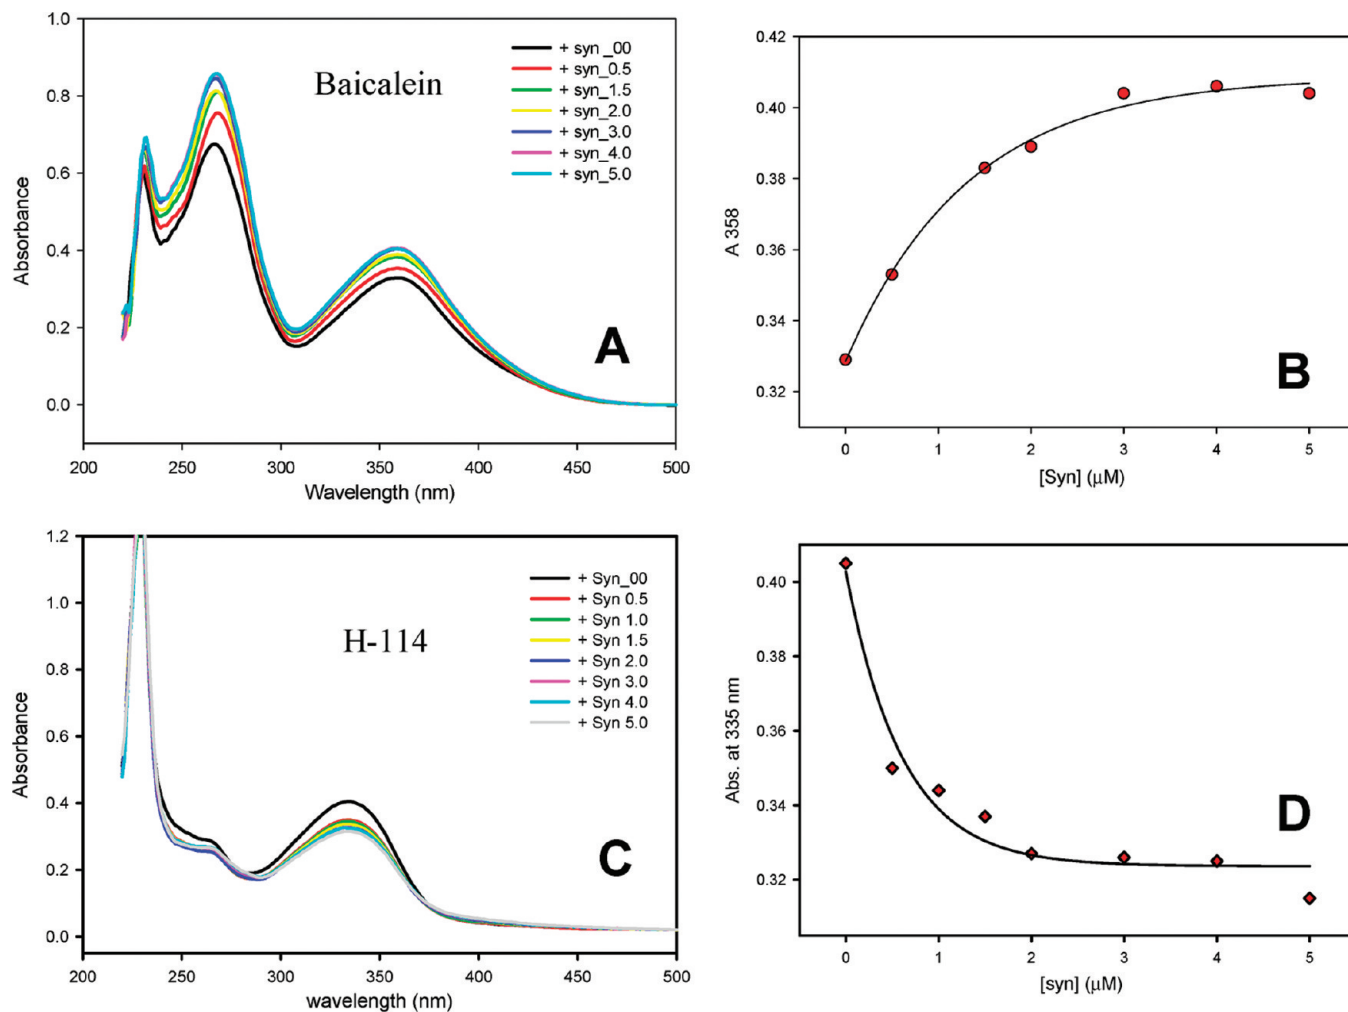 1.0
0.8
0.6
0.4
0.2
0.0
Absorbance
Baicalein
+ syn _00
+ syn_0.5
+ syn_1.5
+ syn_2.0
+ syn_3.0
+ syn_4.0
+ syn_5.0
A
200 250 300 350 400 450 500
Wavelength (nm)
0.42
0.40
0.38
0.36
0.34
0.32
A 358
B
0 1 2 3 4 5
[Syn] (μM)
1.2
1.0
0.8
0.6
0.4
0.2
0.0
Absorbance
H-114
+ Syn_00
+ Syn 0.5
+ Syn 1.0
+ Syn 1.5
+ Syn 2.0
+ Syn 3.0
+ Syn 4.0
+ Syn 5.0
C
200 250 300 350 400 450 500
wavelength (nm)
0.40
0.38
0.36
0.34
0.32
Abs. at 335 nm
D
0 1 2 3 4 5
[syn] (μM)